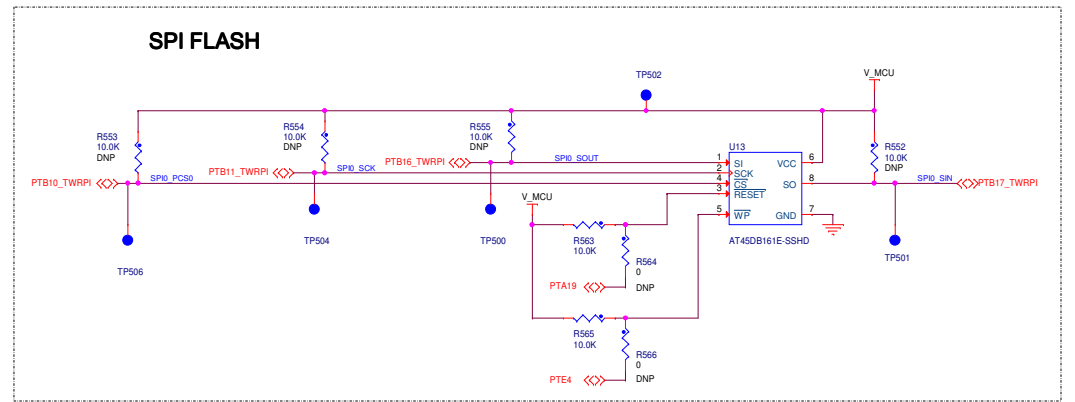 SPI FLASH
TP502
V_MCU
R553
10.0K
DNP
R554
10.0K
DNP
R555
10.0K
DNP
R552
10.0K
DNP
PTB10_TWRPI
SPI0_PCS0
PTB11_TWRPI
SPI0_SCK
PTB16_TWRPI
SPI0_SOUT
U13
1
SI
2
SCK
4
CS
3
RESET
5
WP
VCC
6
SO
8
GND
7
AT45DB161E-SSHD
SPI0_SIN
PTB17_TWRPI
TP506
TP504
TP500
TP501
V_MCU
R563
10.0K
R564
0
DNP
PTA19
R565
10.0K
R566
0
DNP
PTE4